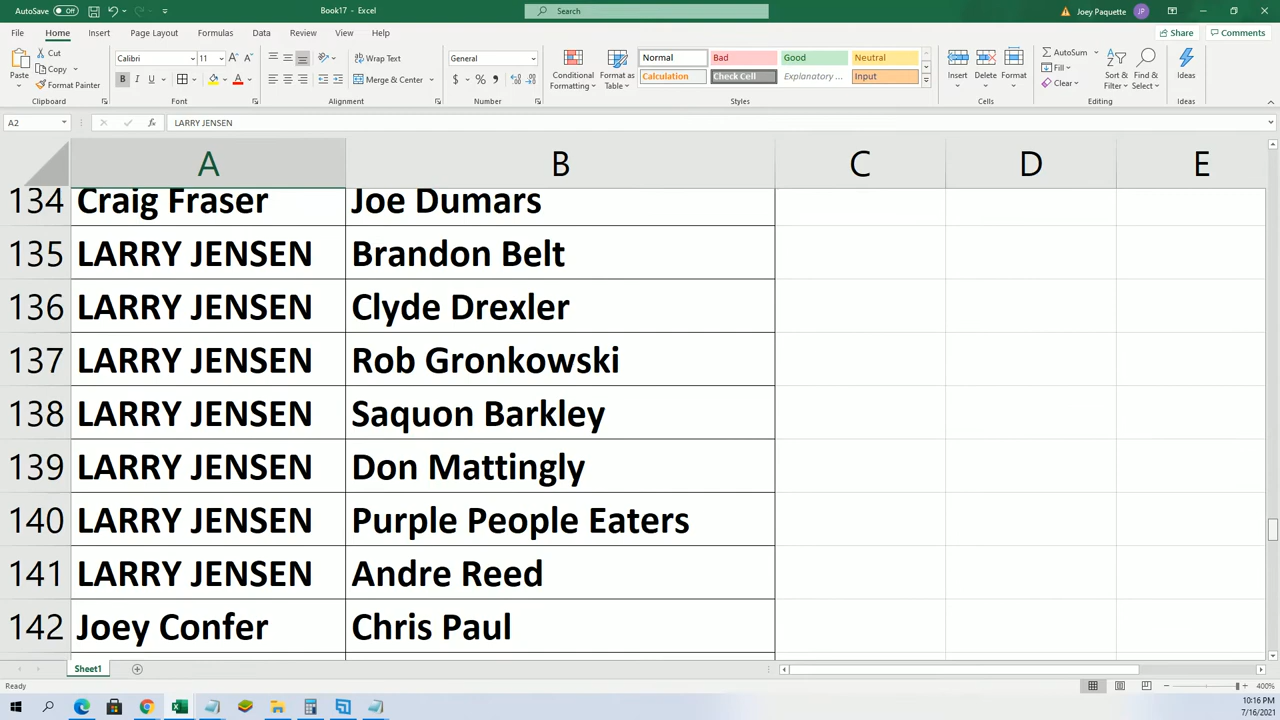 AutoSave Off Book17 - Excel Search Joey Paquette JP
File Home Insert Page Layout Formulas Data Review View Help Share Comments
Cut Copy Format Painter Paste Clipboard
Calibri 11 A A B I U A Font
Wrap Text Merge & Center Alignment
General $ % , Number
Conditional Formatting Format as Table
Normal Bad Good Neutral
Calculation Check Cell Explanatory ... Input
Styles
Insert Delete Format Cells
AutoSum Fill Clear Sort & Filter Find & Select Editing
Ideas Ideas
A2 fx LARRY JENSEN
A B C D E
134 Craig Fraser Joe Dumars
135 LARRY JENSEN Brandon Belt
136 LARRY JENSEN Clyde Drexler
137 LARRY JENSEN Rob Gronkowski
138 LARRY JENSEN Saquon Barkley
139 LARRY JENSEN Don Mattingly
140 LARRY JENSEN Purple People Eaters
141 LARRY JENSEN Andre Reed
142 Joey Confer Chris Paul
Sheet1
Ready 400%
10:16 PM
7/16/2021